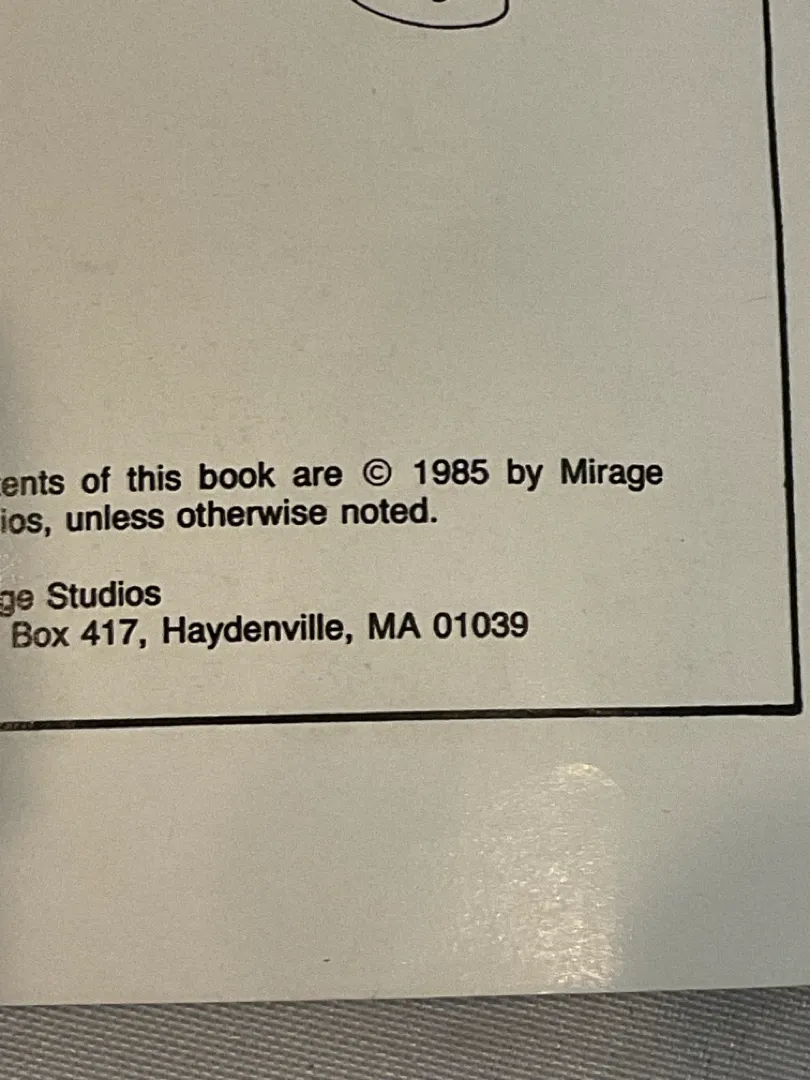 ents of this book are © 1985 by Mirage
ios, unless otherwise noted.
ge Studios
Box 417, Haydenville, MA 01039